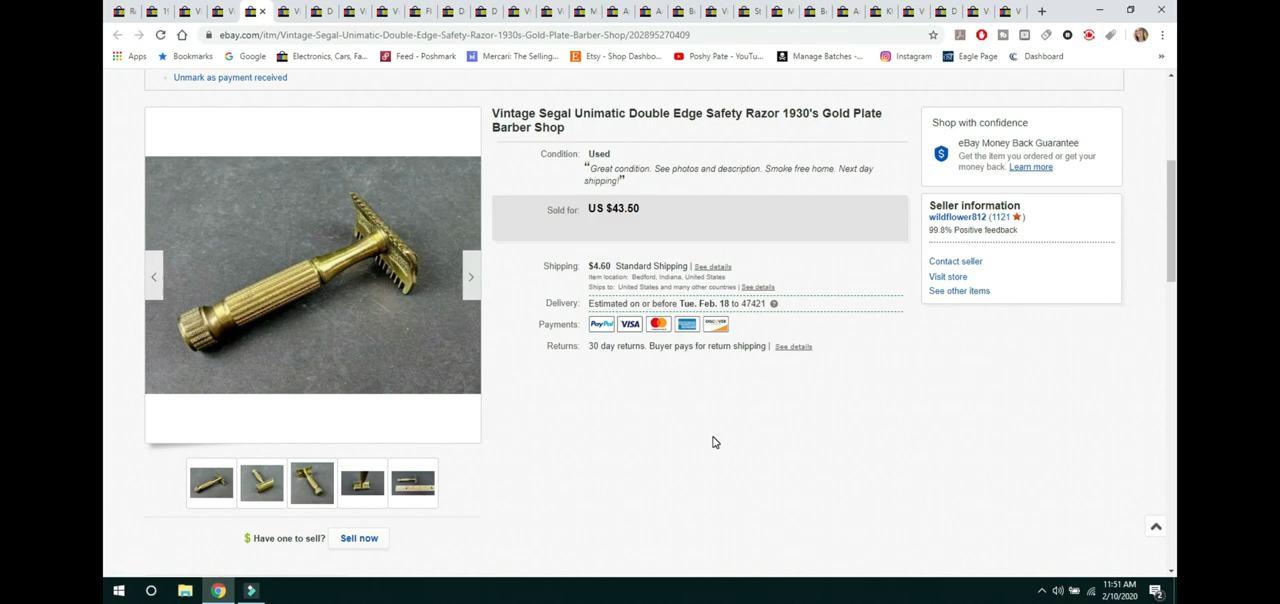 ebay.com/itm/Vintage-Segal-Unimatic-Double-Edge-Safety-Razor-1930s-Gold-Plate-Barber-Shop/202895270409
Apps Bookmarks Google Electronics, Cars, Fa... Feed - Poshmark Mercari: The Selling... Etsy - Shop Dashbo... Poshy Pate - YouTu... Manage Batches -... Instagram Eagle Page Dashboard »
Unmark as payment received
Vintage Segal Unimatic Double Edge Safety Razor 1930's Gold Plate
Barber Shop
Condition: Used
"Great condition. See photos and description. Smoke free home. Next day
shipping!"
Sold for: US $43.50
Shipping: $4.60 Standard Shipping | See details
Item location: Bedford, Indiana, United States
Ships to: United States and many other countries | See details
Delivery: Estimated on or before Tue. Feb. 18 to 47421
Payments: PayPal VISA DISCOVER
Returns: 30 day returns. Buyer pays for return shipping | See details
Shop with confidence
eBay Money Back Guarantee
Get the item you ordered or get your
money back. Learn more
Seller information
wildflower812 (1121 )
99.8% Positive feedback
Contact seller
Visit store
See other items
$ Have one to sell? Sell now
11:51 AM
2/10/2020
2